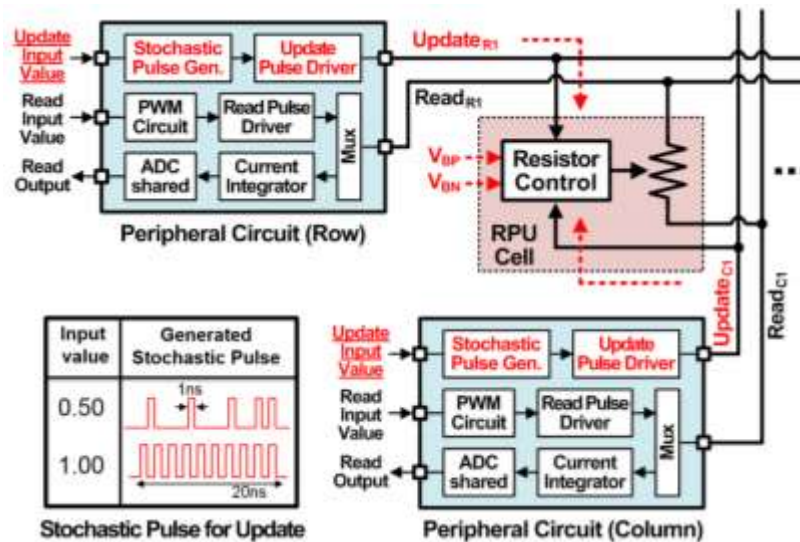 Update Input Value
Stochastic Pulse Gen.
Update Pulse Driver
Update_R1
Read Input Value
PWM Circuit
Read Pulse Driver
Mux
Read_R1
Read Output
ADC shared
Current Integrator
Peripheral Circuit (Row)
V_BP
V_BN
Resistor Control
RPU Cell
...
Update_C1
Read_C1
Input value
Generated Stochastic Pulse
0.50
1ns
1.00
20ns
Stochastic Pulse for Update
Update Input Value
Stochastic Pulse Gen.
Update Pulse Driver
Read Input Value
PWM Circuit
Read Pulse Driver
Mux
Read Output
ADC shared
Current Integrator
Peripheral Circuit (Column)